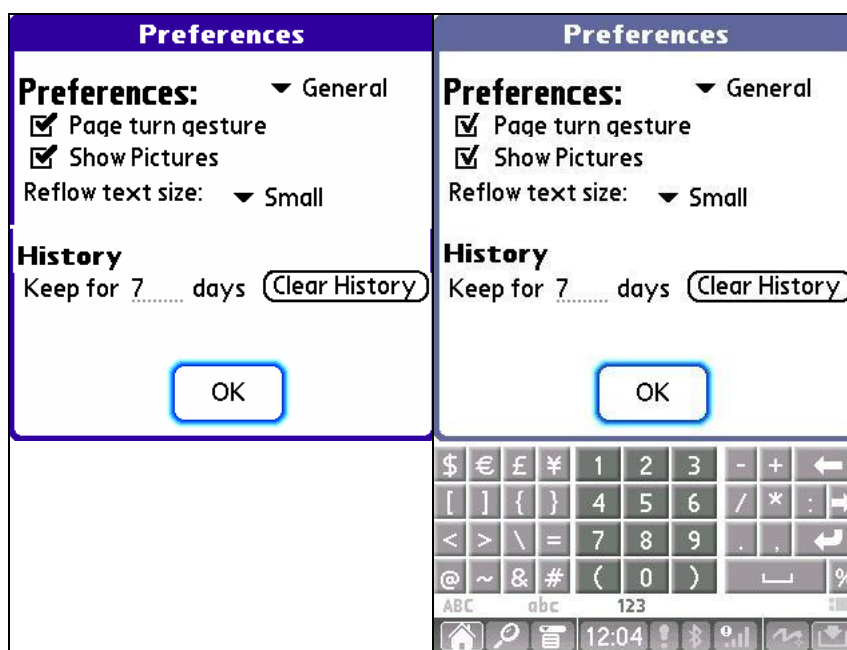 Preferences
Preferences: General
Page turn gesture
Show Pictures
Reflow text size: Small
History
Keep for 7 days Clear History
OK
Preferences
Preferences: General
Page turn gesture
Show Pictures
Reflow text size: Small
History
Keep for 7 days Clear History
OK
$ € £ ¥ 1 2 3 - +
[ ] { } 4 5 6 / * :
< > \ = 7 8 9 . ,
@ ~ & # ( 0 ) %
ABC abc 123
12:04